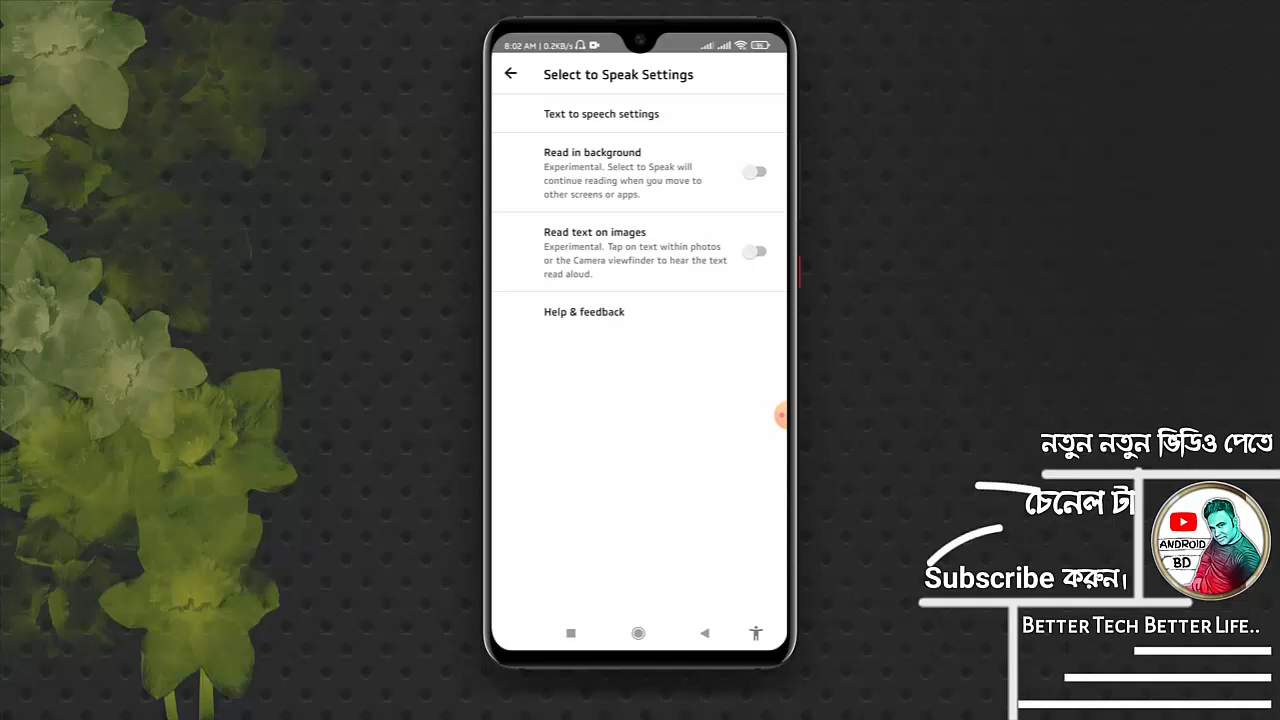 8:02 AM | 0.2KB/s
Select to Speak Settings
Text to speech settings
Read in background
Experimental. Select to Speak will
continue reading when you move to
other screens or apps.
Read text on images
Experimental. Tap on text within photos
or the Camera viewfinder to hear the text
read aloud.
Help & feedback
নতুন নতুন ভিডিও পেতে
চেনেল টা
Subscribe করুন।
ANDROID
BD
BETTER TECH BETTER LIFE..